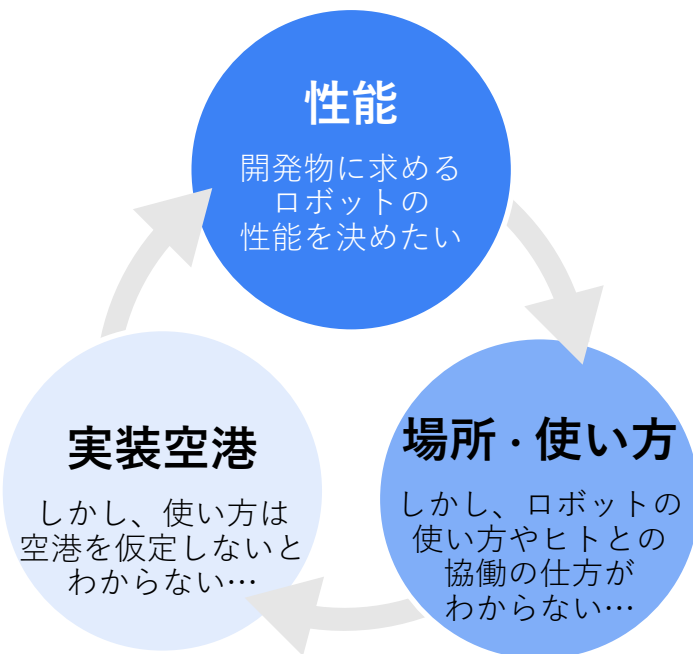 性能
開発物に求める
ロボットの
性能を決めたい
場所・使い方
しかし、ロボットの
使い方やヒトとの
協働の仕方が
わからない…
実装空港
しかし、使い方は
空港を仮定しないと
わからない…